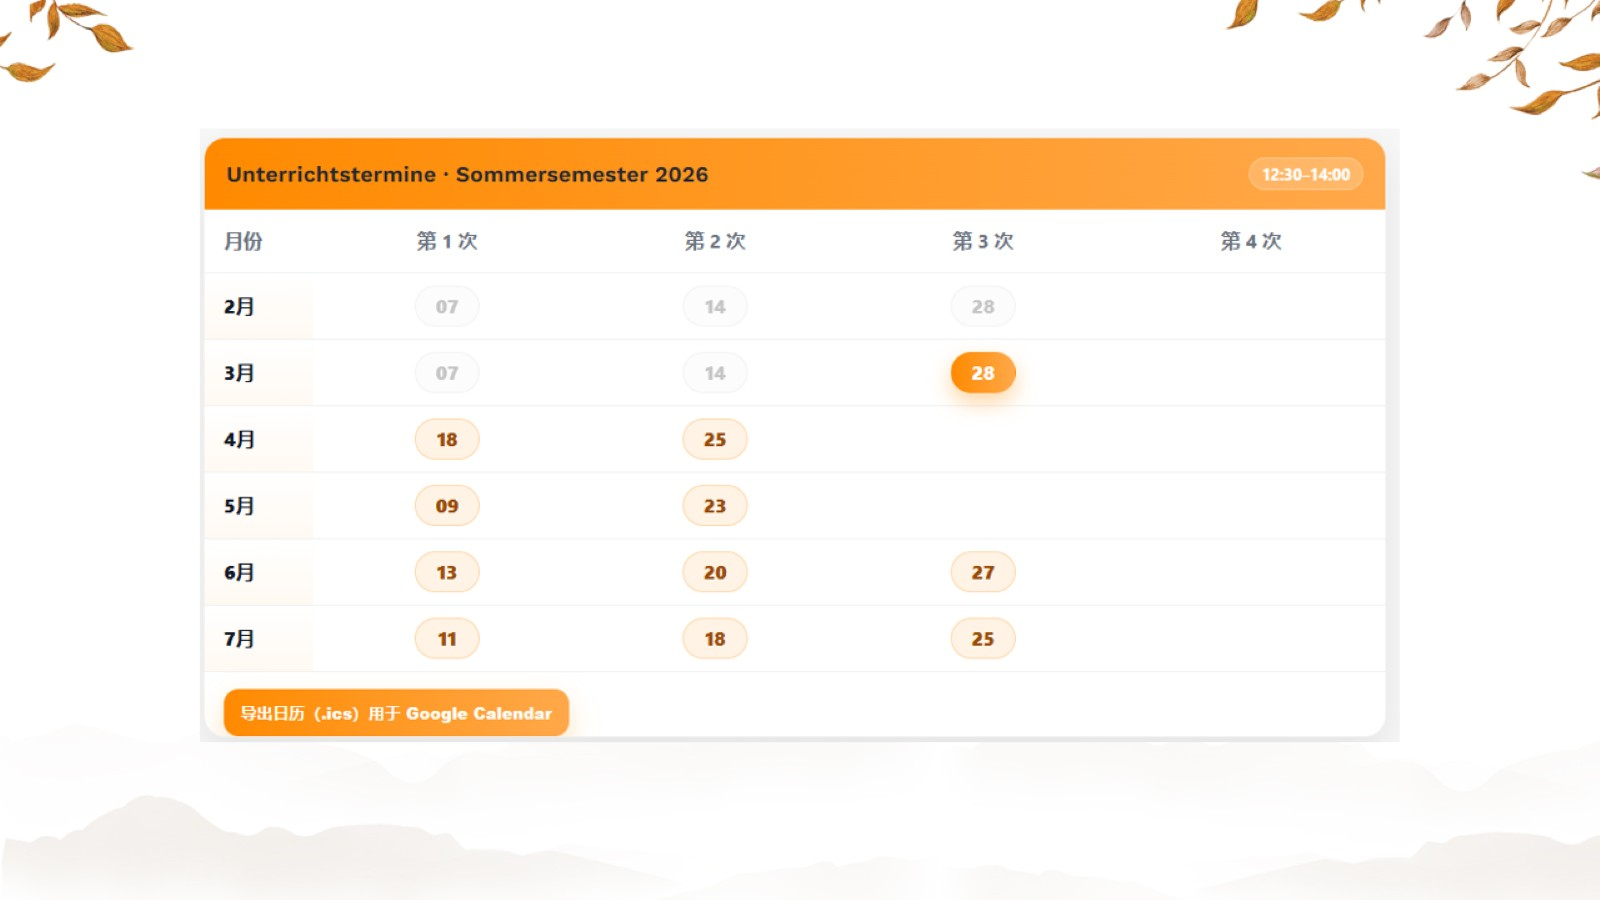 Unterrichtstermine · Sommersemester 2026 12:30–14:00
月份 第 1 次 第 2 次 第 3 次 第 4 次
2月 07 14 28
3月 07 14 28
4月 18 25
5月 09 23
6月 13 20 27
7月 11 18 25
导出日历（.ics）用于 Google Calendar